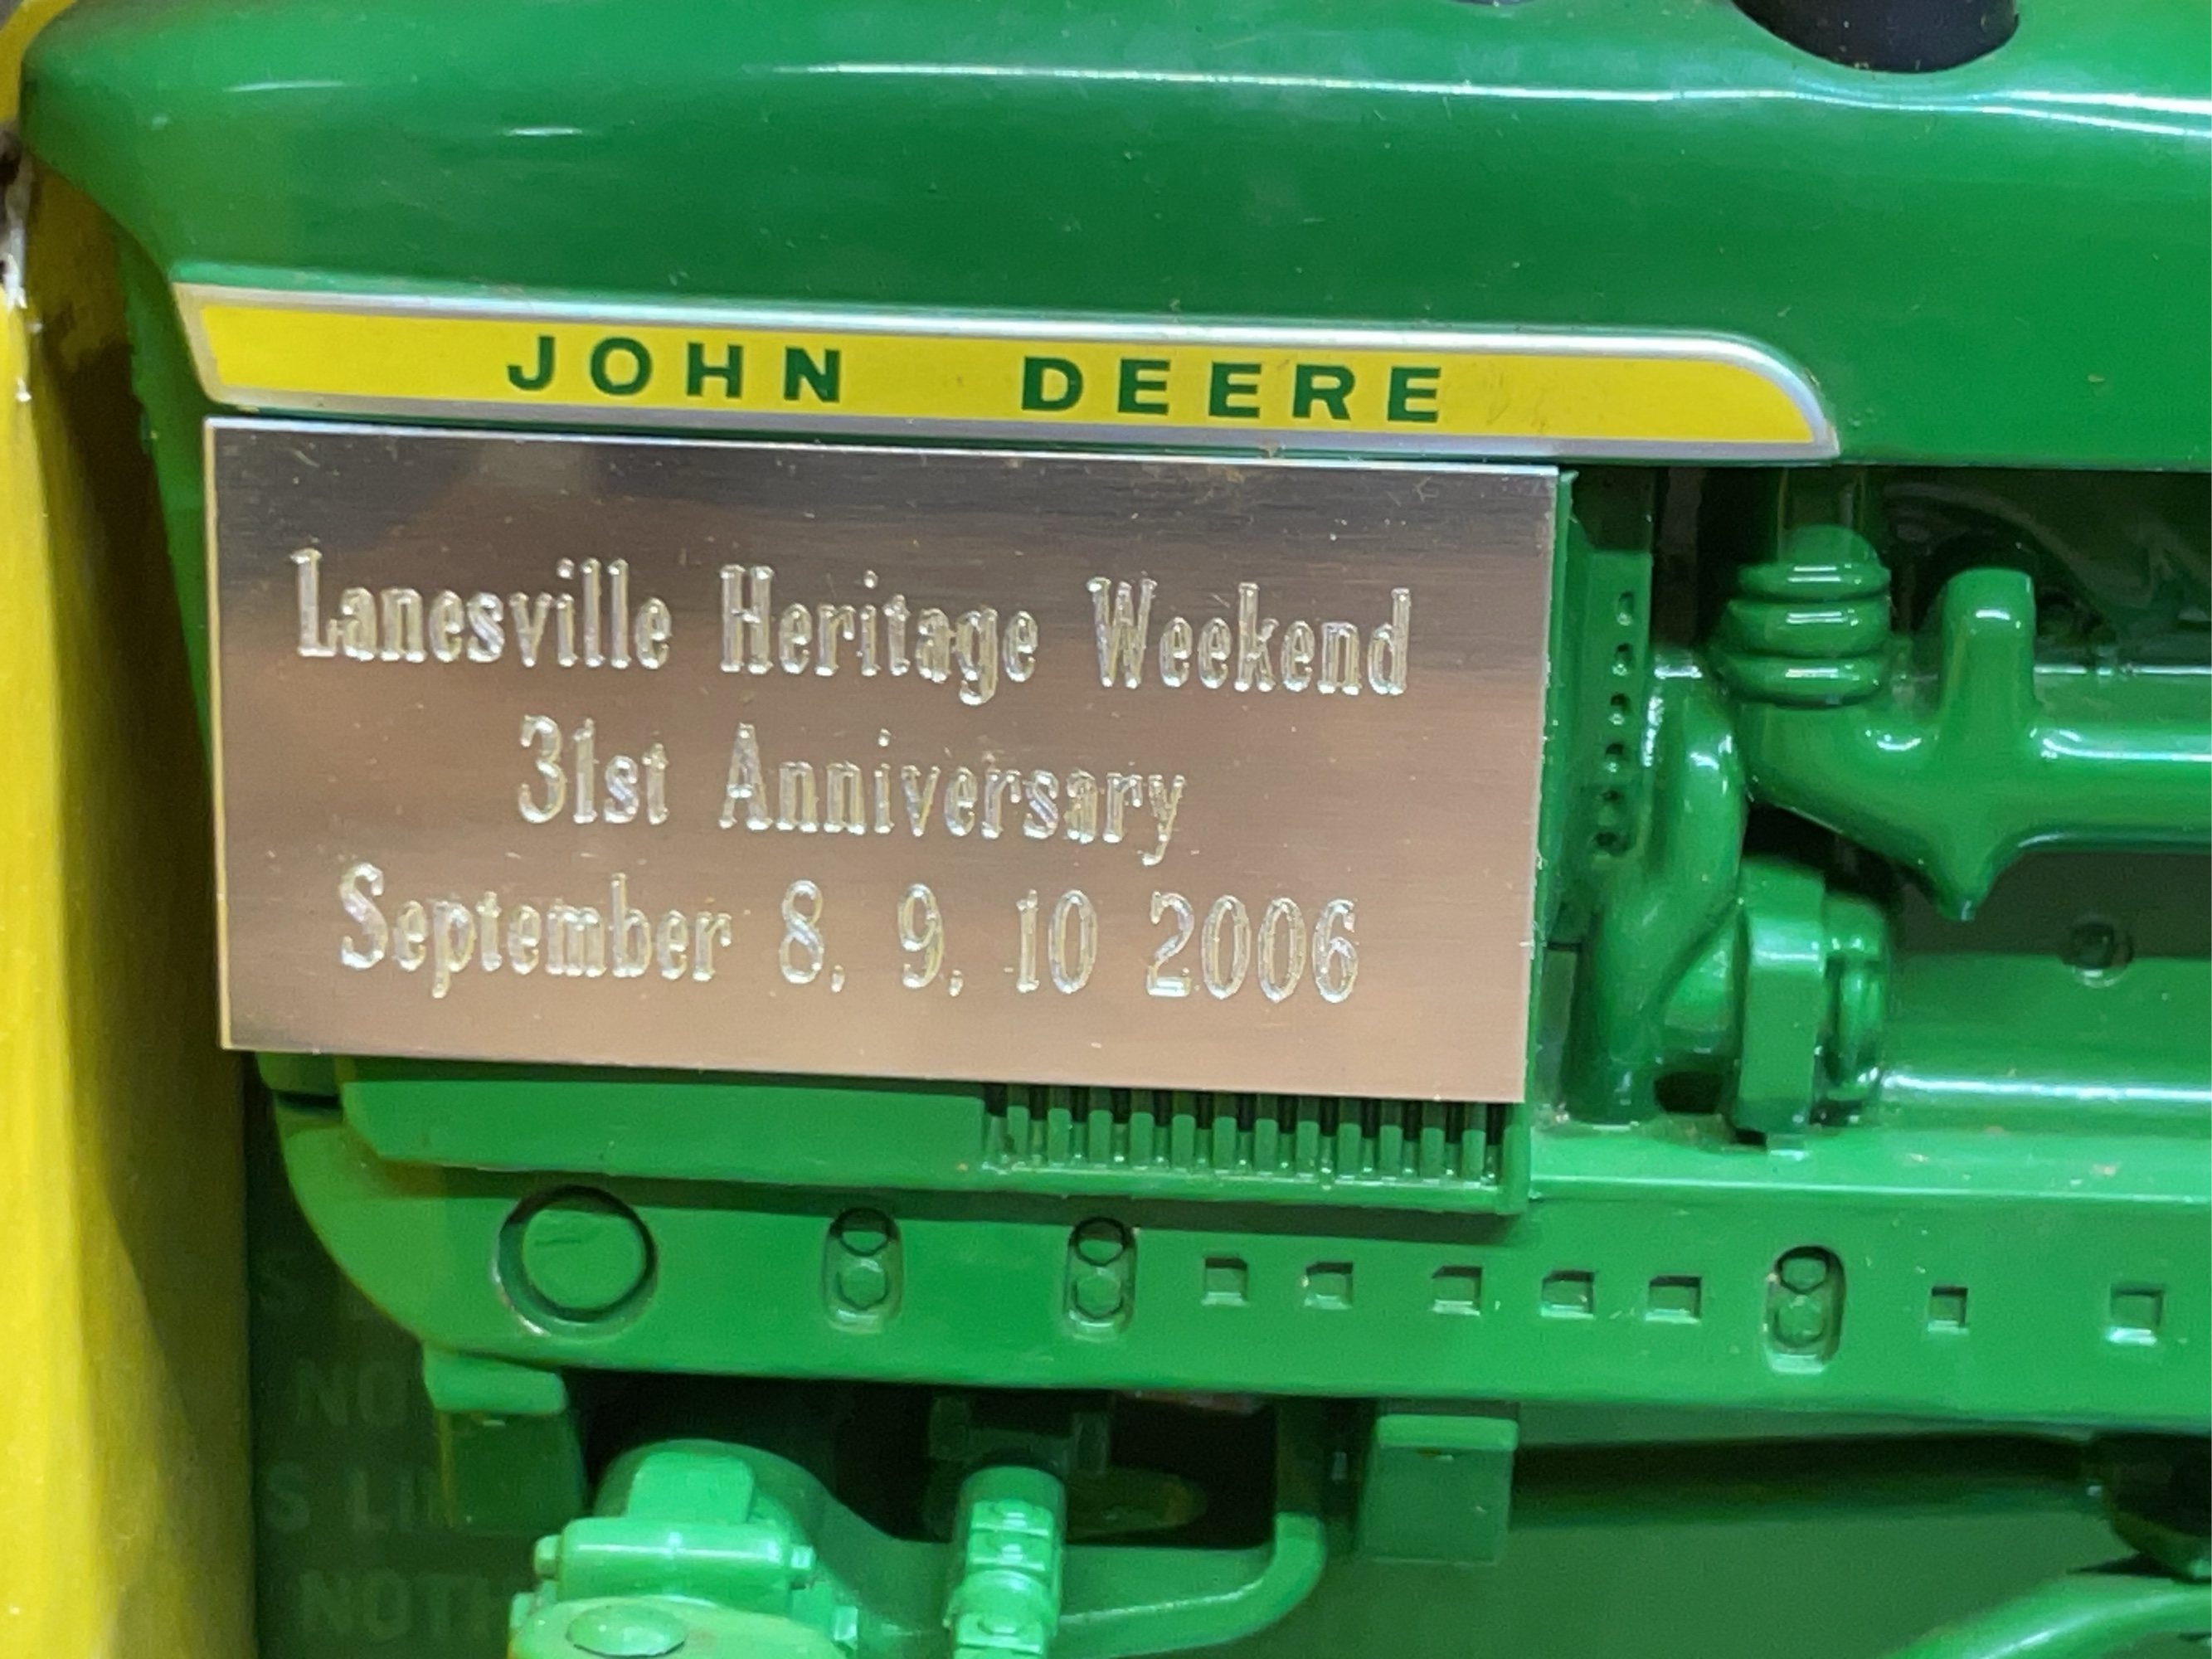 JOHN DEERE
Lanesville Heritage Weekend
31st Anniversary
September 8, 9, 10 2006